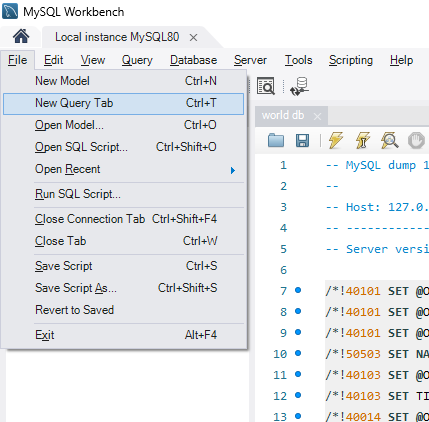 MySQL Workbench
Local instance MySQL80
File Edit View Query Database Server Tools Scripting Help
New Model Ctrl+N
New Query Tab Ctrl+T
Open Model... Ctrl+O
Open SQL Script... Ctrl+Shift+O
Open Recent
Run SQL Script...
Close Connection Tab Ctrl+Shift+F4
Close Tab Ctrl+W
Save Script Ctrl+S
Save Script As... Ctrl+Shift+S
Revert to Saved
Exit Alt+F4
world db
1 -- MySQL dump 1
2 --
3 -- Host: 127.0.
4 -- ------------
5 -- Server versi
6
7 /*!40101 SET @O
8 /*!40101 SET @O
9 /*!40101 SET @O
10 /*!50503 SET NA
11 /*!40103 SET @O
12 /*!40103 SET TI
13 /*!40014 SET @O